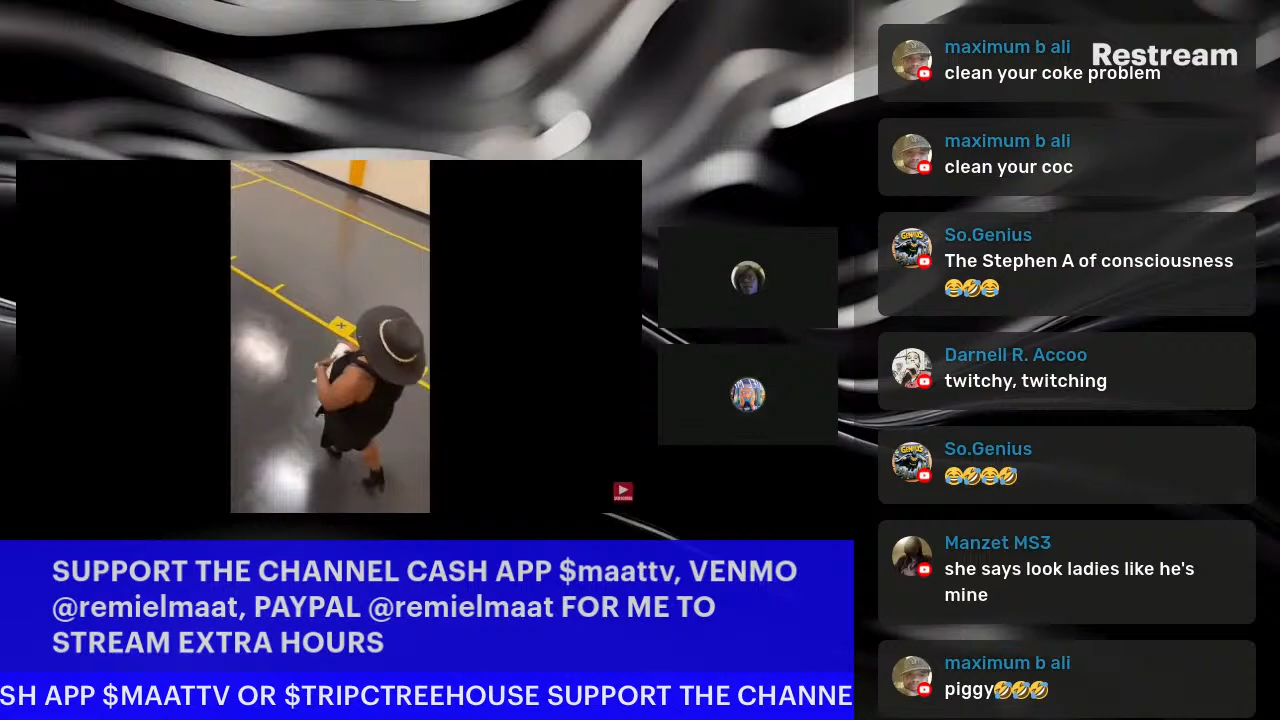 SUPPORT THE CHANNEL CASH APP $maattv, VENMO
@remielmaat, PAYPAL @remielmaat FOR ME TO
STREAM EXTRA HOURS
SH APP $MAATTV OR $TRIPCTREEHOUSE SUPPORT THE CHANNE
Restream
maximum b ali
clean your coke problem
maximum b ali
clean your coc
So.Genius
The Stephen A of consciousness
😂🤣😂
Darnell R. Accoo
twitchy, twitching
So.Genius
😂🤣😂🤣
Manzet MS3
she says look ladies like he's
mine
maximum b ali
piggy🤣🤣🤣